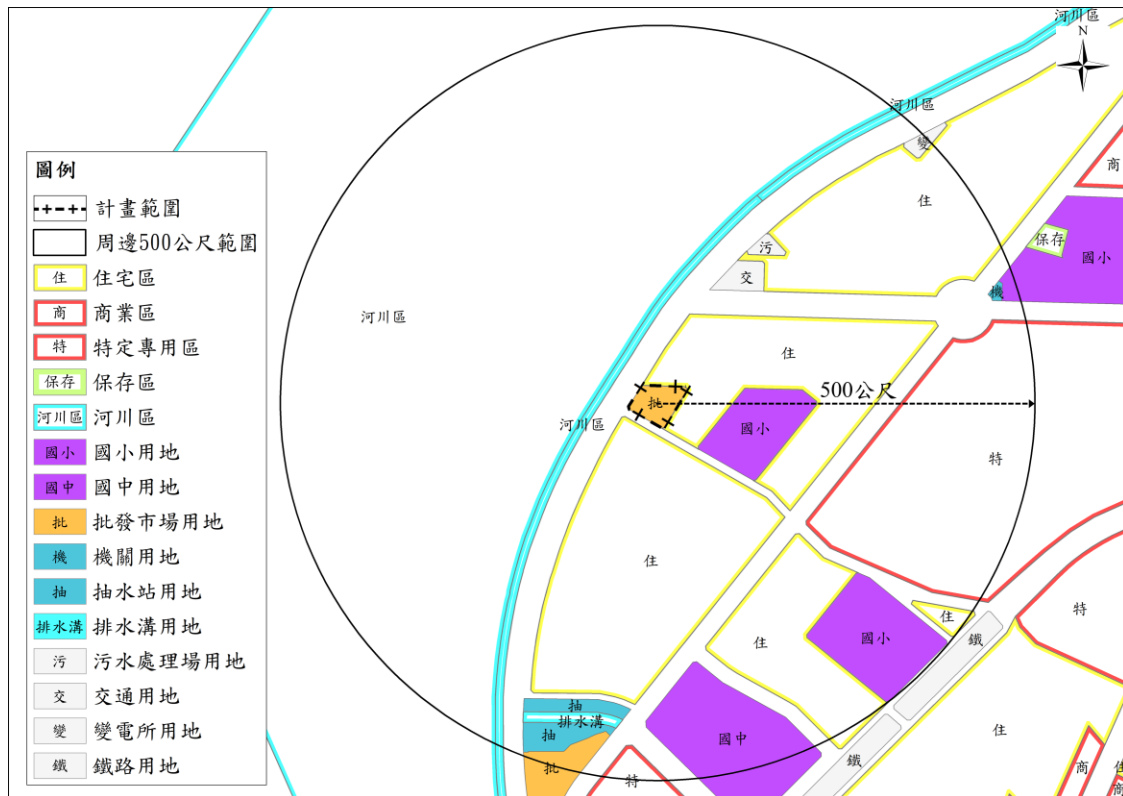 河川區
N
河川區
變
商
住
保存
國小
污
交
機
河川區
住
批
500公尺
國小
河川區
特
住
國小
住
住
特
鐵
抽
排水溝
抽
批
國中
住
鐵
特
商
住
商
圖例
計畫範圍
周邊500公尺範圍
住 住宅區
商 商業區
特 特定專用區
保存 保存區
河川區 河川區
國小 國小用地
國中 國中用地
批 批發市場用地
機 機關用地
抽 抽水站用地
排水溝 排水溝用地
污 污水處理場用地
交 交通用地
變 變電所用地
鐵 鐵路用地